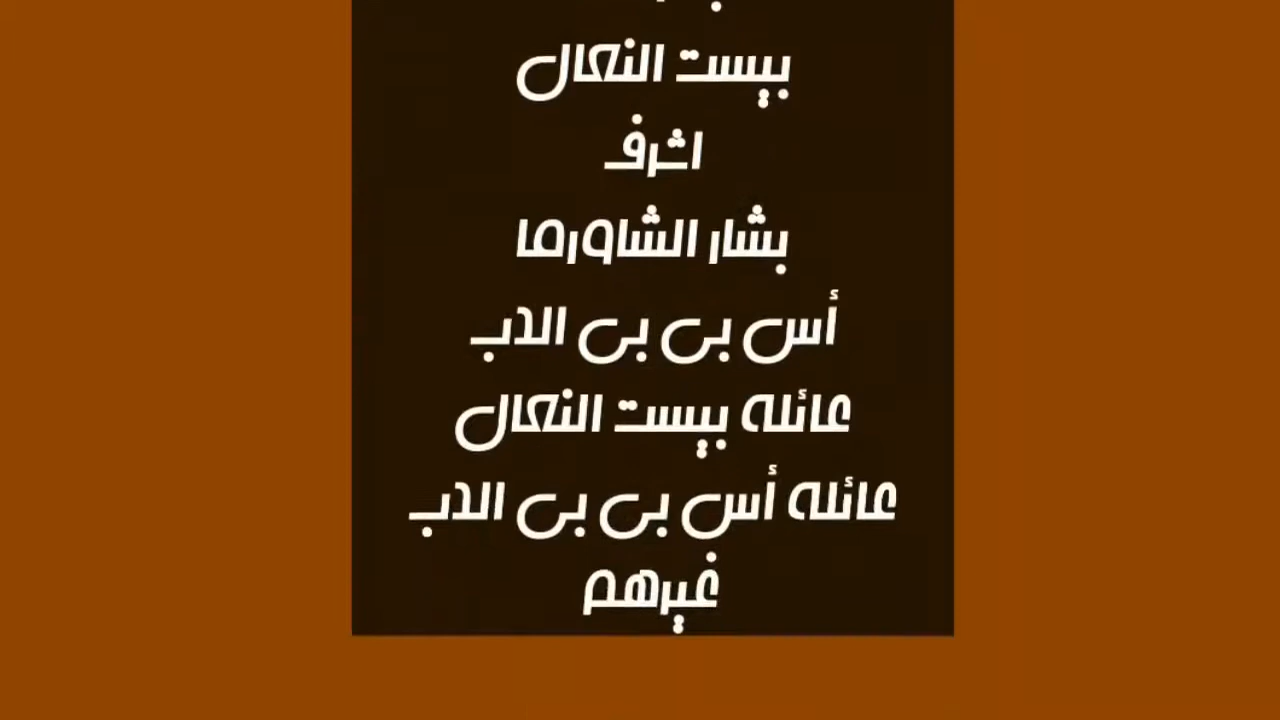 بيست النعال
اشرف
بشار الشاورما
أس بى بى الدب
عائله بيست النعال
عائله أس بى بى الدب
غيرهم